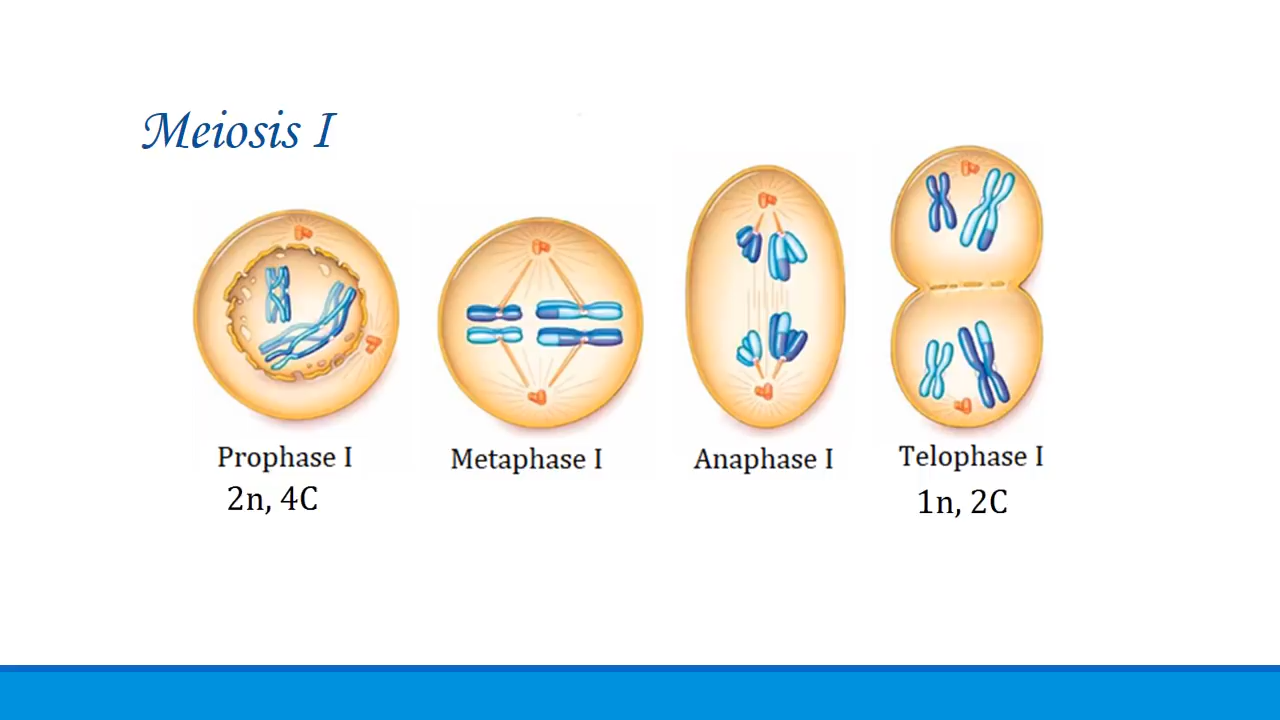 Meiosis I
Prophase I
2n, 4C
Metaphase I
Anaphase I
Telophase I
1n, 2C